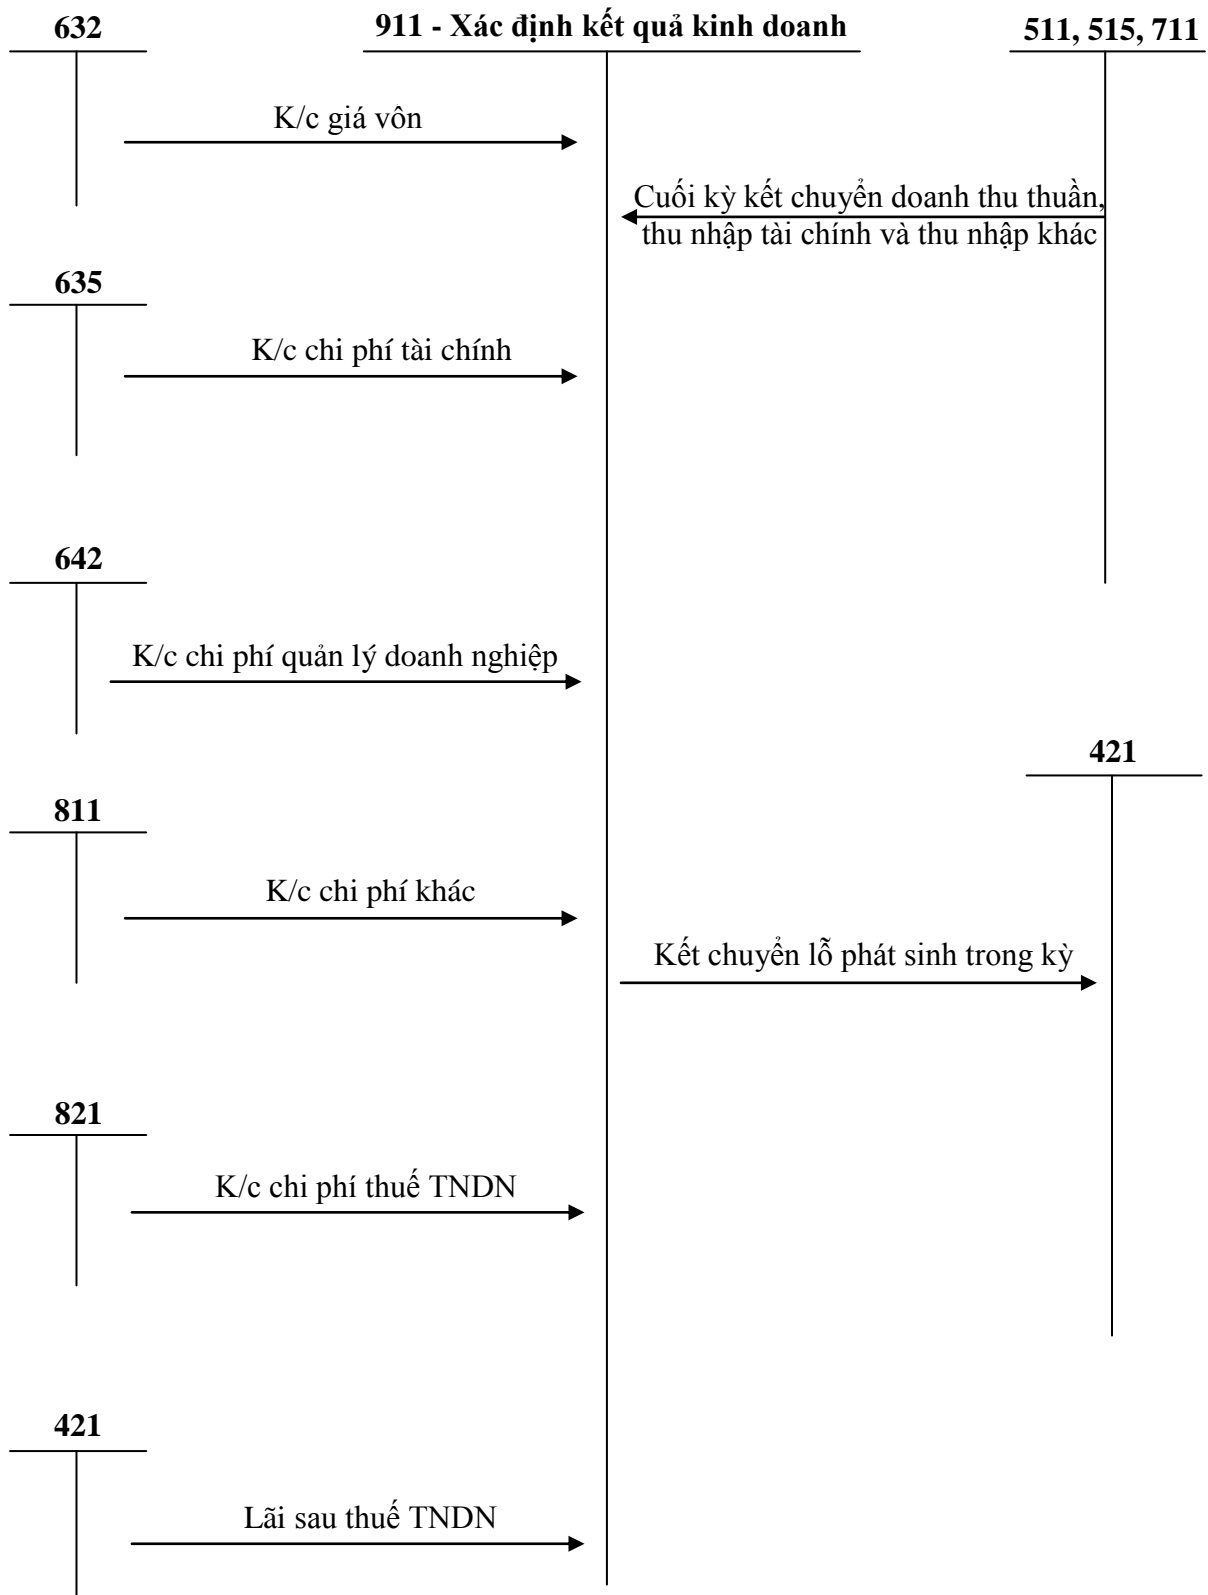 632
911 - Xác định kết quả kinh doanh
511, 515, 711
K/c giá vôn
Cuối kỳ kết chuyển doanh thu thuần,
thu nhập tài chính và thu nhập khác
635
K/c chi phí tài chính
642
K/c chi phí quản lý doanh nghiệp
421
811
K/c chi phí khác
Kết chuyển lỗ phát sinh trong kỳ
821
K/c chi phí thuế TNDN
421
Lãi sau thuế TNDN